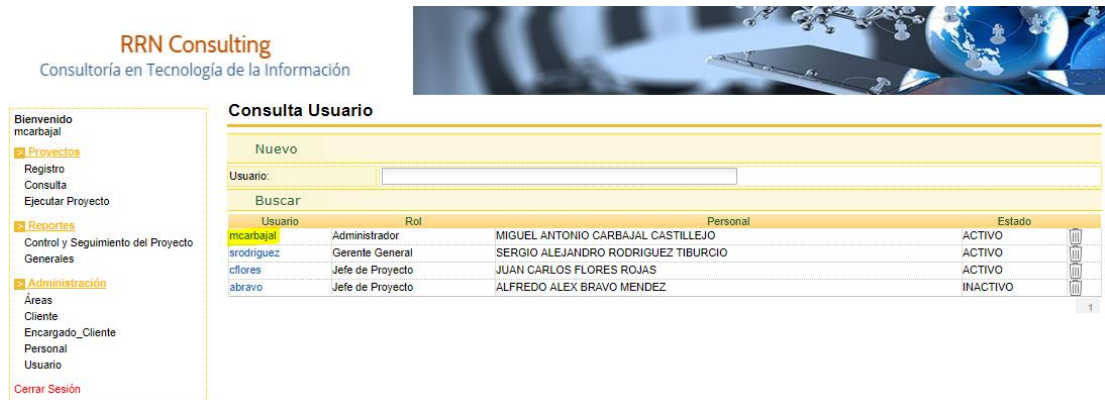 RRN Consulting
Consultoría en Tecnología de la Información
Bienvenido
mcarbajal
Proyectos
Registro
Consulta
Ejecutar Proyecto
Reportes
Control y Seguimiento del Proyecto
Generales
Administración
Áreas
Cliente
Encargado_Cliente
Personal
Usuario
Cerrar Sesión
Consulta Usuario
Nuevo
Usuario:
Buscar
Usuario Rol Personal Estado
mcarbajal Administrador MIGUEL ANTONIO CARBAJAL CASTILLEJO ACTIVO
srodriguez Gerente General SERGIO ALEJANDRO RODRIGUEZ TIBURCIO ACTIVO
cflores Jefe de Proyecto JUAN CARLOS FLORES ROJAS ACTIVO
abravo Jefe de Proyecto ALFREDO ALEX BRAVO MENDEZ INACTIVO
1